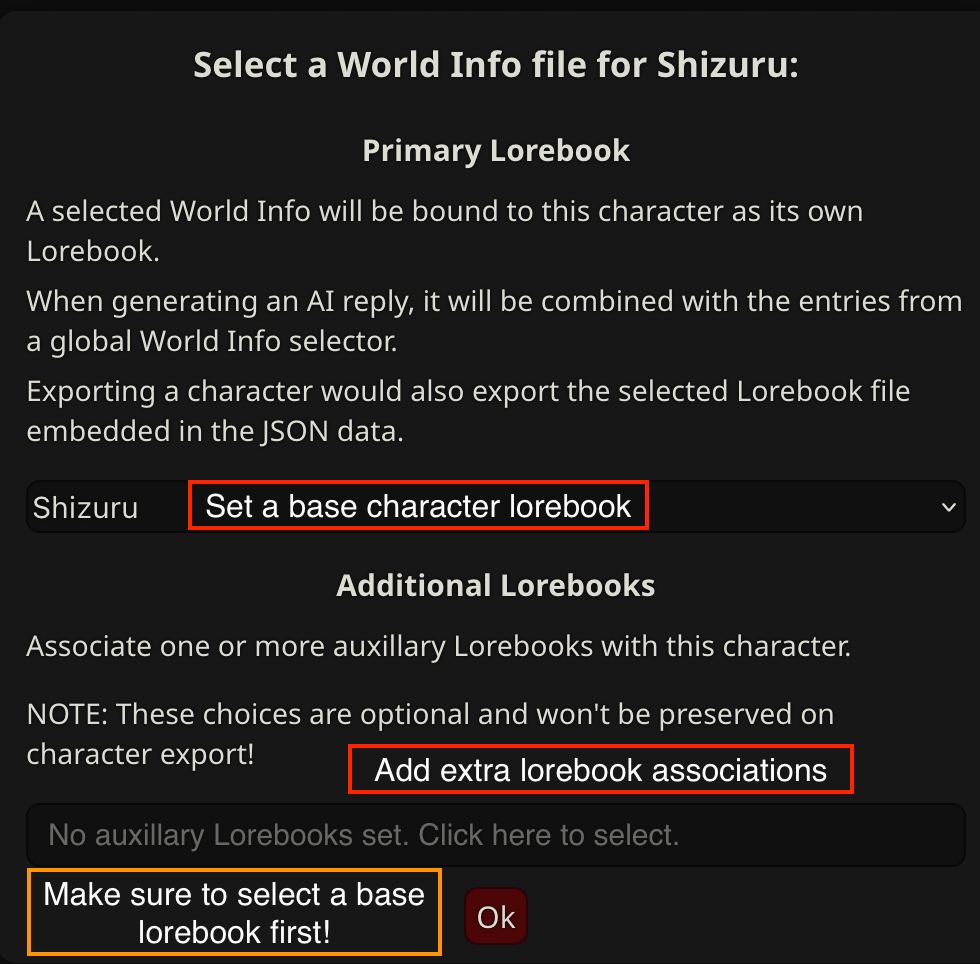 Select a World Info file for Shizuru:
Primary Lorebook
A selected World Info will be bound to this character as its own
Lorebook.
When generating an AI reply, it will be combined with the entries from
a global World Info selector.
Exporting a character would also export the selected Lorebook file
embedded in the JSON data.
Shizuru Set a base character lorebook
Additional Lorebooks
Associate one or more auxillary Lorebooks with this character.
NOTE: These choices are optional and won't be preserved on
character export!
Add extra lorebook associations
No auxillary Lorebooks set. Click here to select.
Make sure to select a base
lorebook first!
Ok